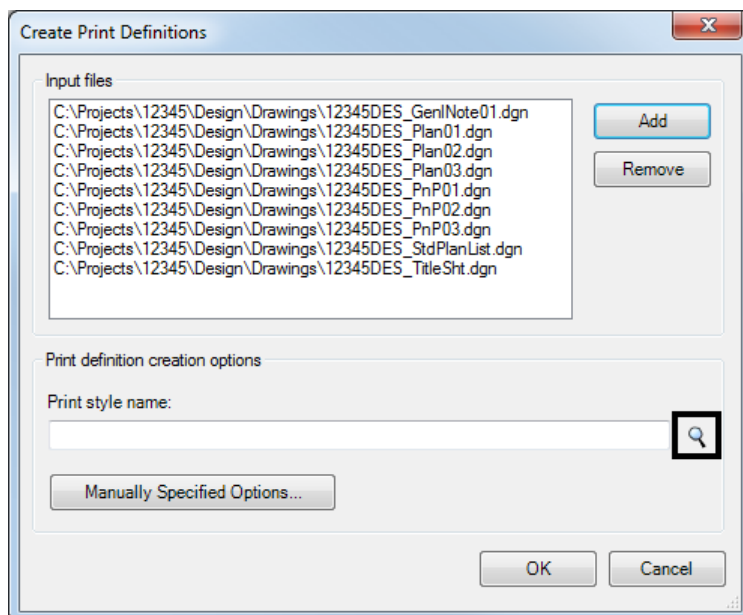 Create Print Definitions
Input files
C:\Projects\12345\Design\Drawings\12345DES_GenlNote01.dgn
C:\Projects\12345\Design\Drawings\12345DES_Plan01.dgn
C:\Projects\12345\Design\Drawings\12345DES_Plan02.dgn
C:\Projects\12345\Design\Drawings\12345DES_Plan03.dgn
C:\Projects\12345\Design\Drawings\12345DES_PnP01.dgn
C:\Projects\12345\Design\Drawings\12345DES_PnP02.dgn
C:\Projects\12345\Design\Drawings\12345DES_PnP03.dgn
C:\Projects\12345\Design\Drawings\12345DES_StdPlanList.dgn
C:\Projects\12345\Design\Drawings\12345DES_TitleSht.dgn
Add
Remove
Print definition creation options
Print style name:
Manually Specified Options...
OK
Cancel